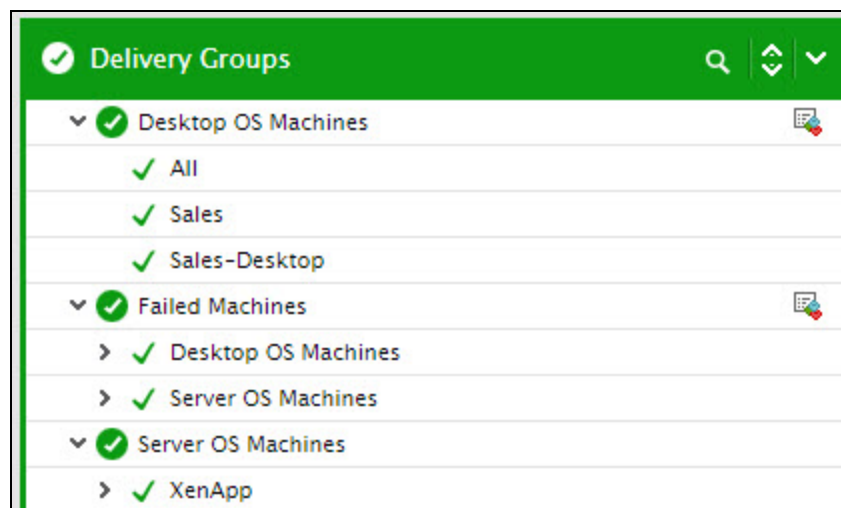 Delivery Groups
Desktop OS Machines
All
Sales
Sales-Desktop
Failed Machines
Desktop OS Machines
Server OS Machines
Server OS Machines
XenApp